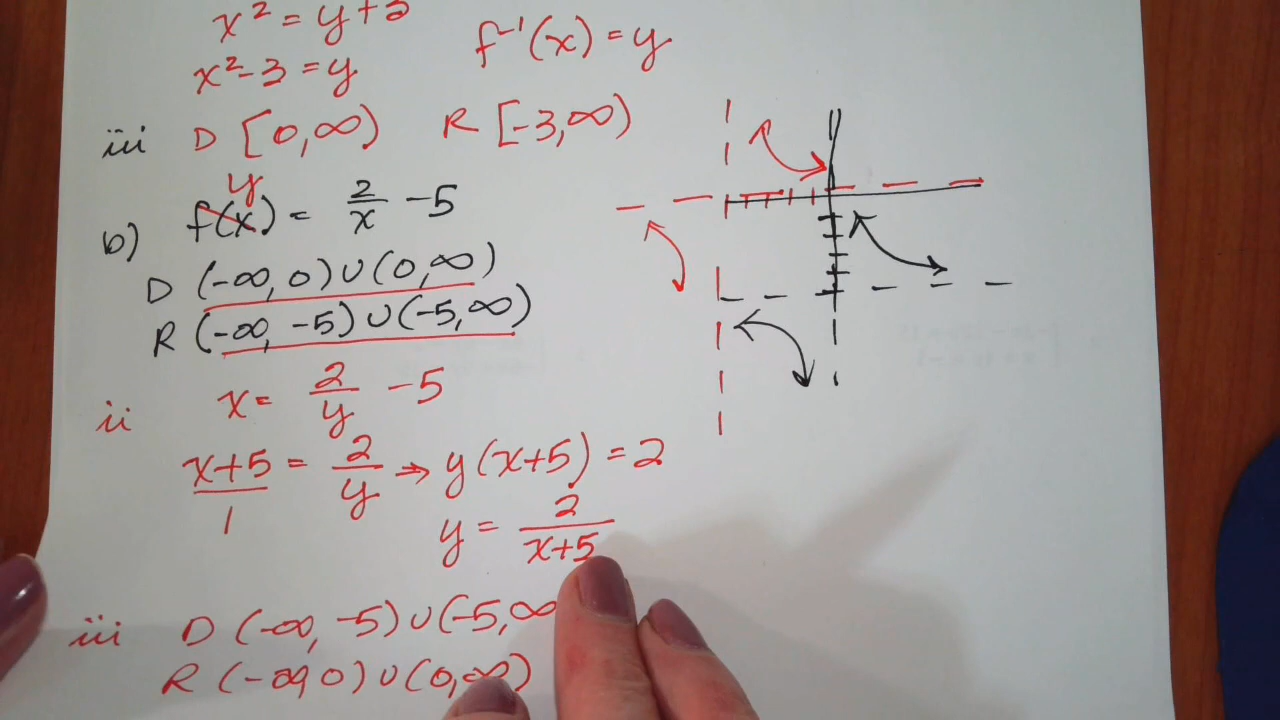 x² = y+3
x²-3 = y
f⁻¹(x) = y
iii D [0,∞) R [-3,∞)
y
b) f(x) = 2/x -5
D (-∞, 0) ∪ (0, ∞)
R (-∞, -5) ∪ (-5, ∞)
ii x = 2/y -5
(x+5)/1 = 2/y → y(x+5) = 2
y = 2/(x+5)
iii D (-∞, -5) ∪ (-5, ∞
R (-∞, 0) ∪ (0, ∞)